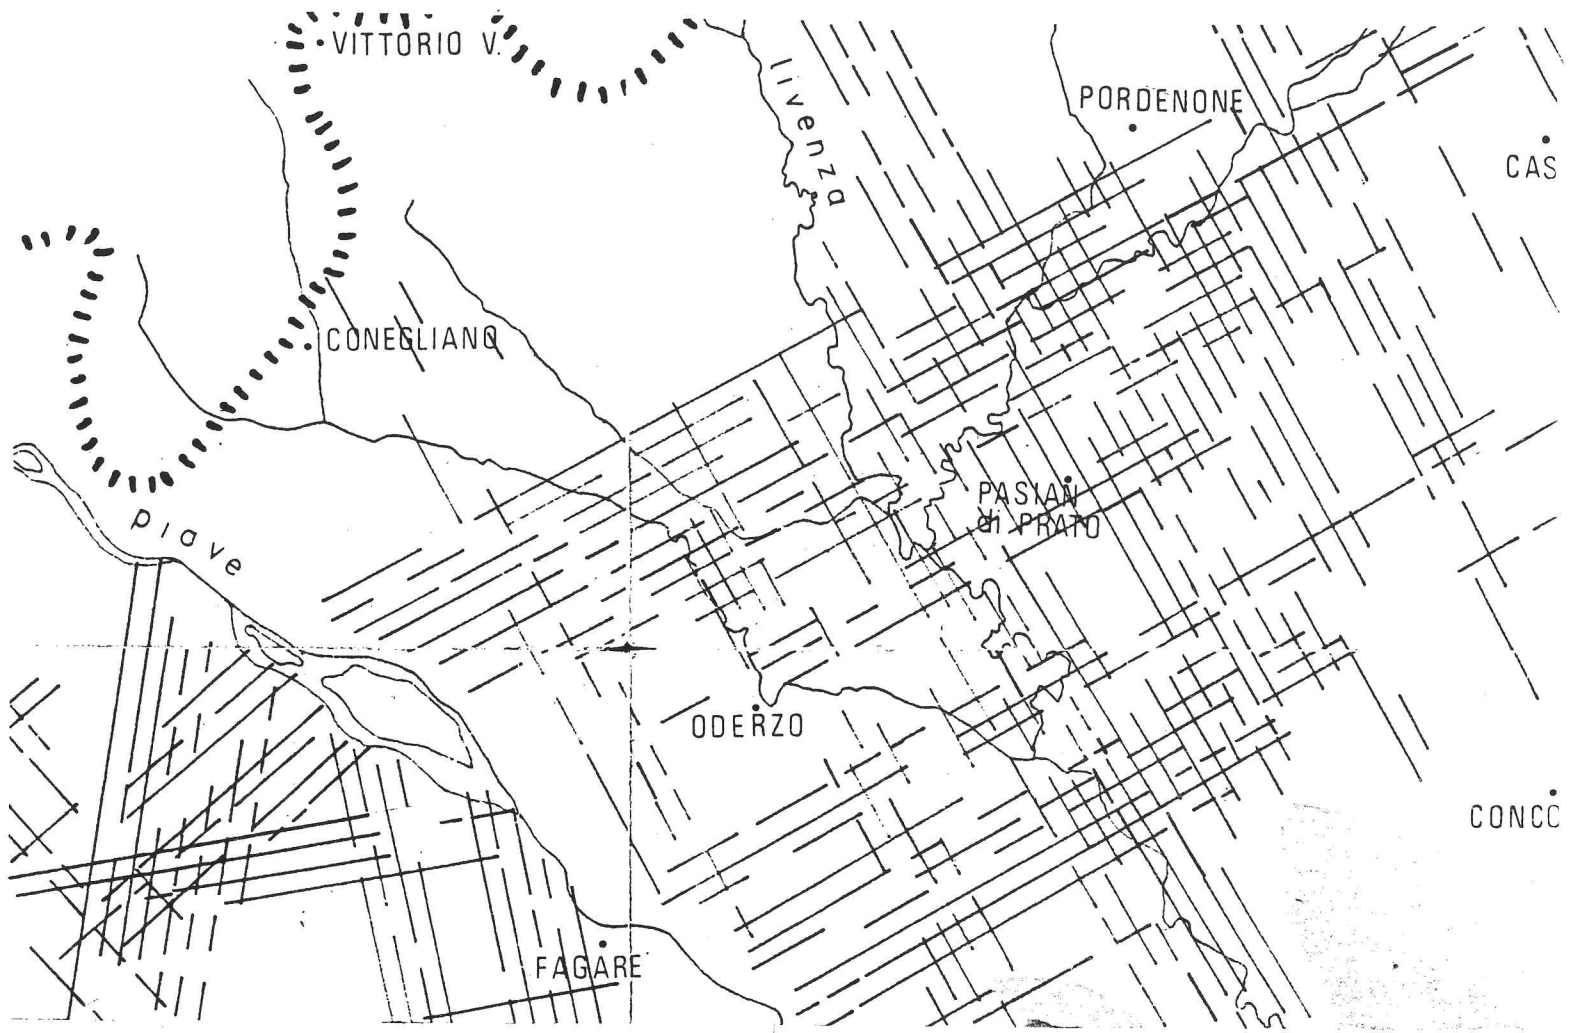 VITTORIO V.
livenza
PORDENONE
CAS
CONEGLIANO
piave
PASIAN
di PRATO
ODERZO
CONCC
FAGARE